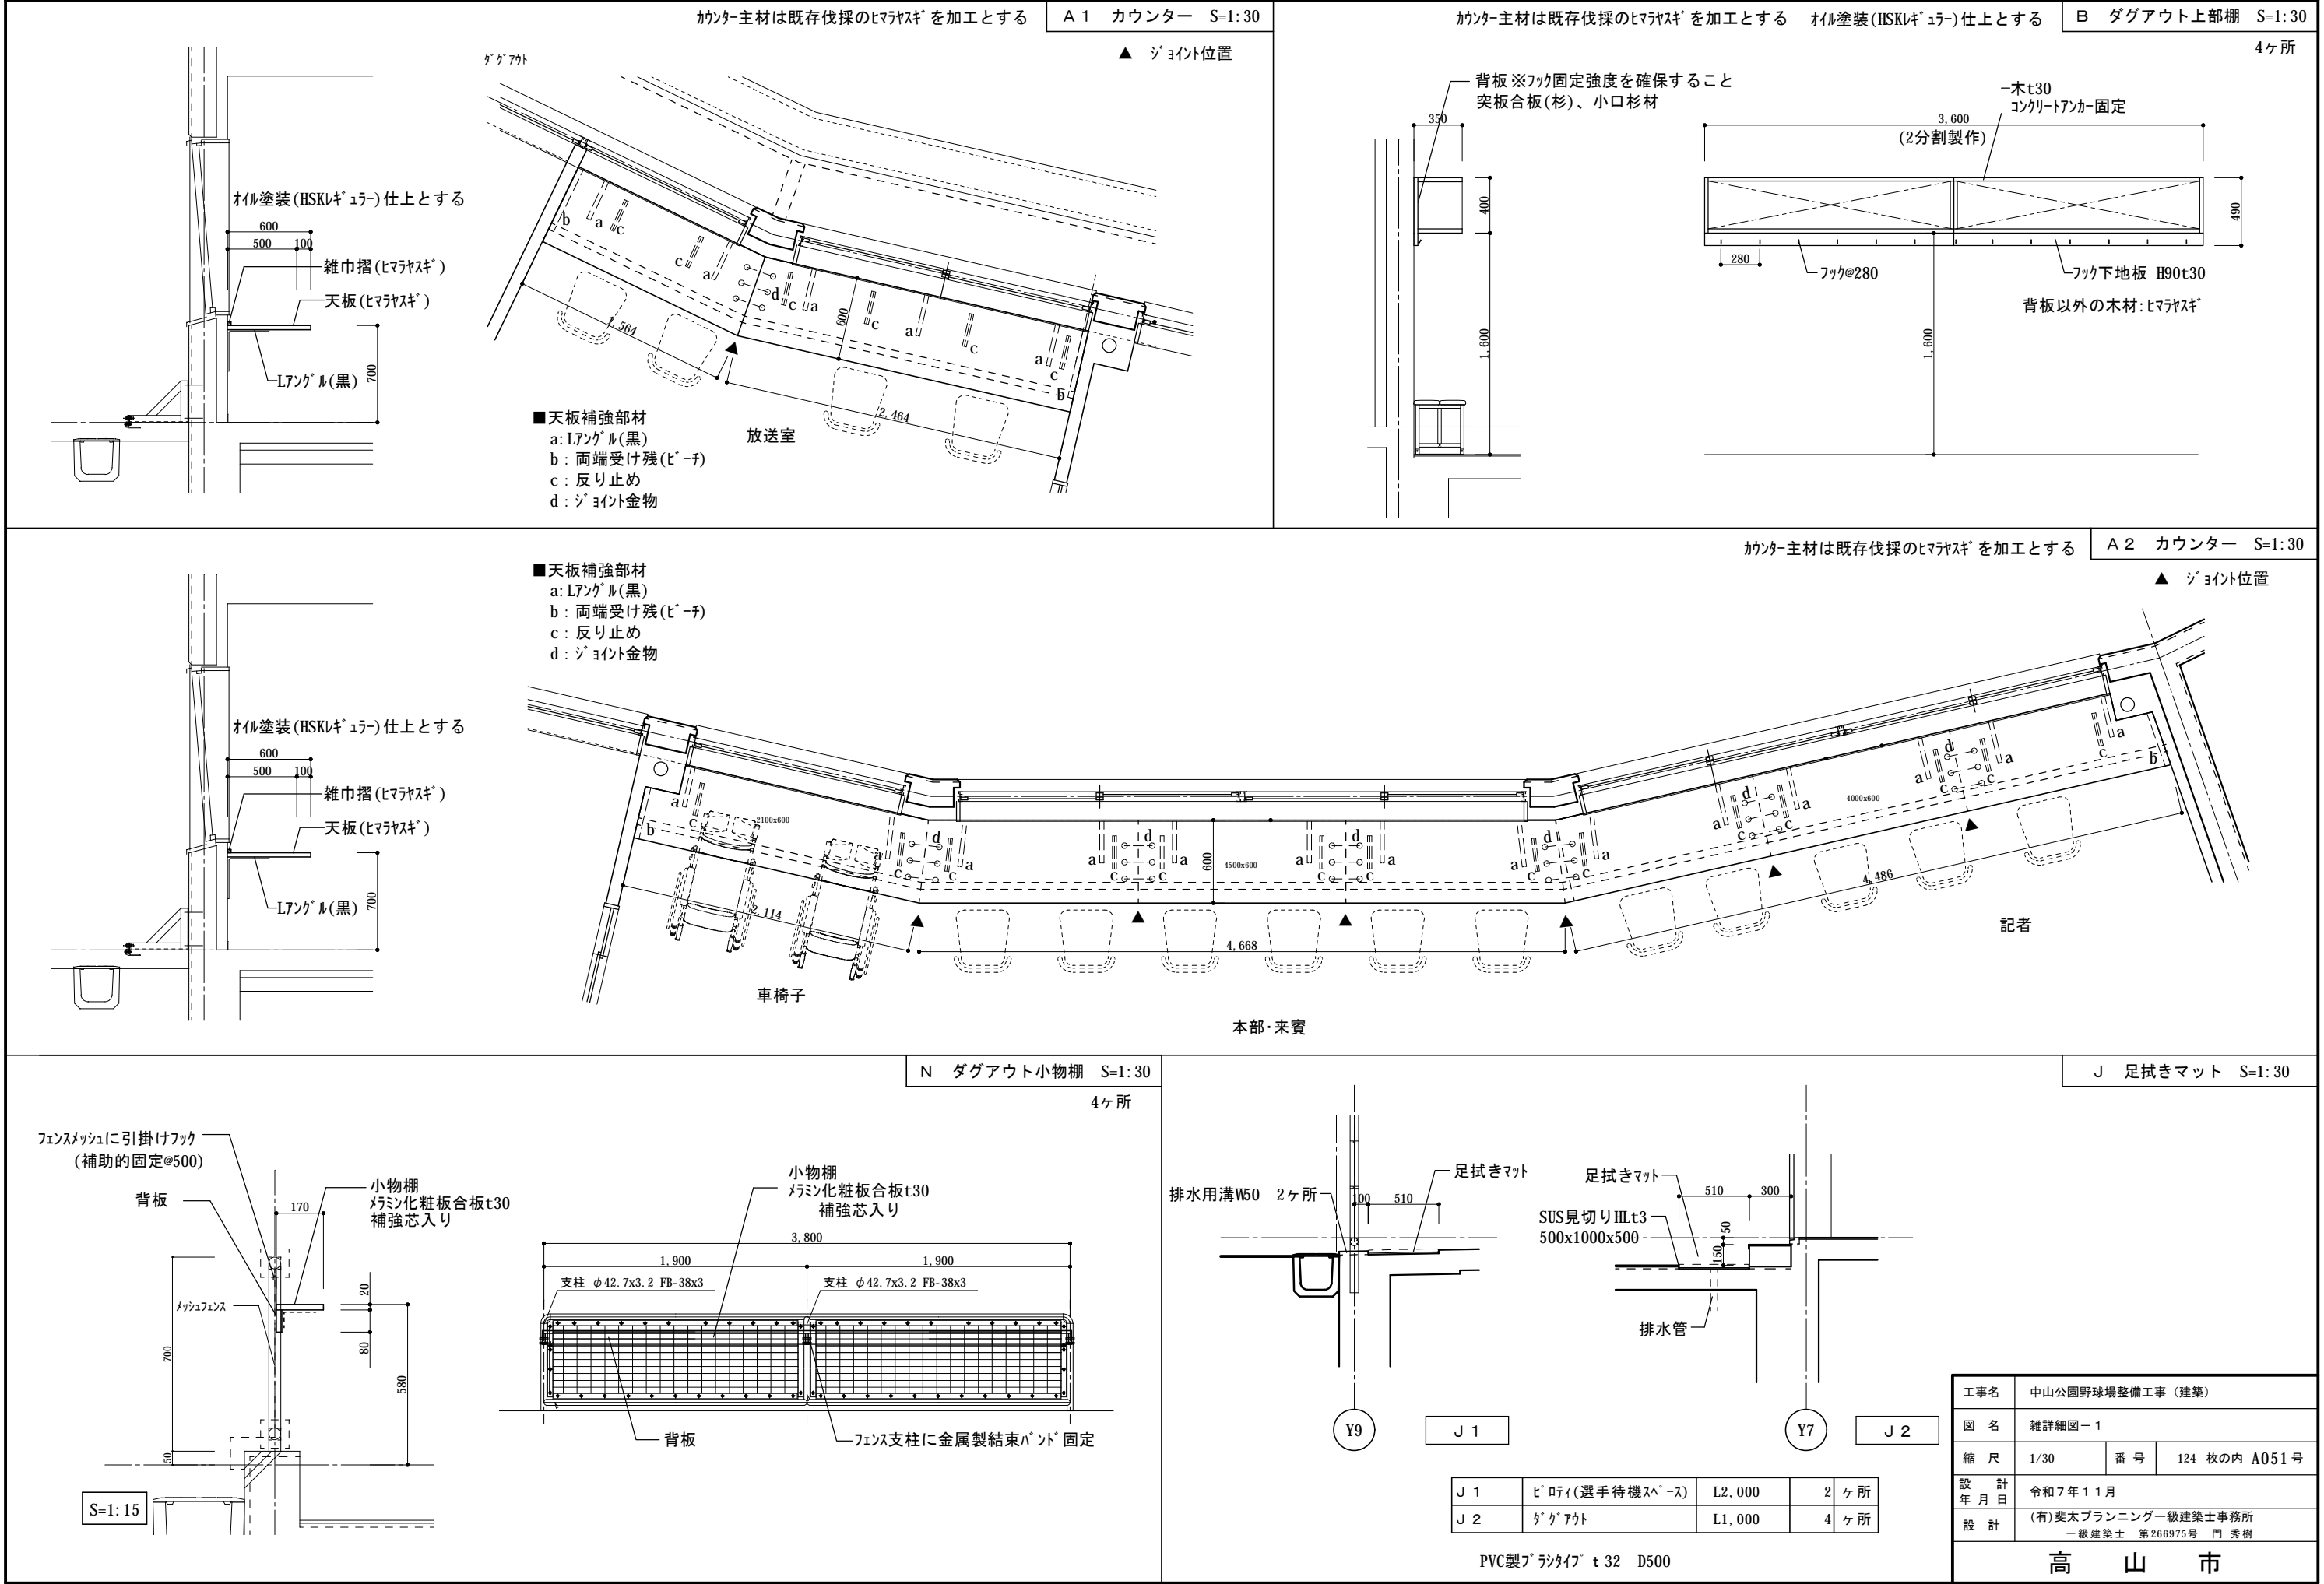 カウンター主材は既存伐採のヒマラヤスギを加工とする
A1 カウンター S=1:30
▲ ジョイント位置
ダグアウト
オイル塗装(HSKレギュラー)仕上とする
600
500 100
雑巾摺(ヒマラヤスギ)
天板(ヒマラヤスギ)
Lアングル(黒)
700
b
a
c
c
a
d
c
a
600
c
a
c
a
c
b
1,564
2,464
■天板補強部材
a:Lアングル(黒)
b:両端受け残(ビーチ)
c:反り止め
d:ジョイント金物
放送室
カウンター主材は既存伐採のヒマラヤスギを加工とする オイル塗装(HSKレギュラー)仕上とする
B ダグアウト上部棚 S=1:30
4ヶ所
背板※フック固定強度を確保すること
突板合板(杉)、小口杉材
350
400
1,600
一木t30
コンクリートアンカー固定
3,600
(2分割製作)
490
280
フック@280
フック下地板 H90t30
背板以外の木材:ヒマラヤスギ
1,600
カウンター主材は既存伐採のヒマラヤスギを加工とする
A2 カウンター S=1:30
▲ ジョイント位置
■天板補強部材
a:Lアングル(黒)
b:両端受け残(ビーチ)
c:反り止め
d:ジョイント金物
オイル塗装(HSKレギュラー)仕上とする
600
500 100
雑巾摺(ヒマラヤスギ)
天板(ヒマラヤスギ)
Lアングル(黒)
700
b
a
c
2100x600
a
d
c
c
a
a
d
c
c
a
600
4500x600
a
d
c
c
a
a
d
c
c
a
a
d
c
c
a
4000x600
a
d
c
c
a
c
a
b
2,114
4,668
4,486
車椅子
本部・来賓
記者
N ダグアウト小物棚 S=1:30
4ヶ所
フェンスメッシュに引掛けフック
(補助的固定@500)
背板
170
小物棚
メラミン化粧板合板t30
補強芯入り
メッシュフェンス
700
50
20
80
580
S=1:15
小物棚
メラミン化粧板合板t30
補強芯入り
3,800
1,900 1,900
支柱 φ42.7x3.2 FB-38x3
支柱 φ42.7x3.2 FB-38x3
背板
フェンス支柱に金属製結束バンド固定
J 足拭きマット S=1:30
排水用溝W50 2ヶ所
100 510
足拭きマット
Y9
J1
足拭きマット
510 300
SUS見切りHLt3
500x1000x500
50
150
排水管
Y7
J2
J1 ピロティ(選手待機スペース) L2,000 2 ヶ所
J2 ダグアウト L1,000 4 ヶ所
PVC製ブラシタイプ t 32 D500
工事名 中山公園野球場整備工事(建築)
図 名 雑詳細図-1
縮 尺 1/30 番 号 124 枚の内 A051号
設 計
年 月 日 令和7年11月
設 計 (有)斐太プランニング一級建築士事務所
一級建築士 第266975号 門 秀樹
高 山 市